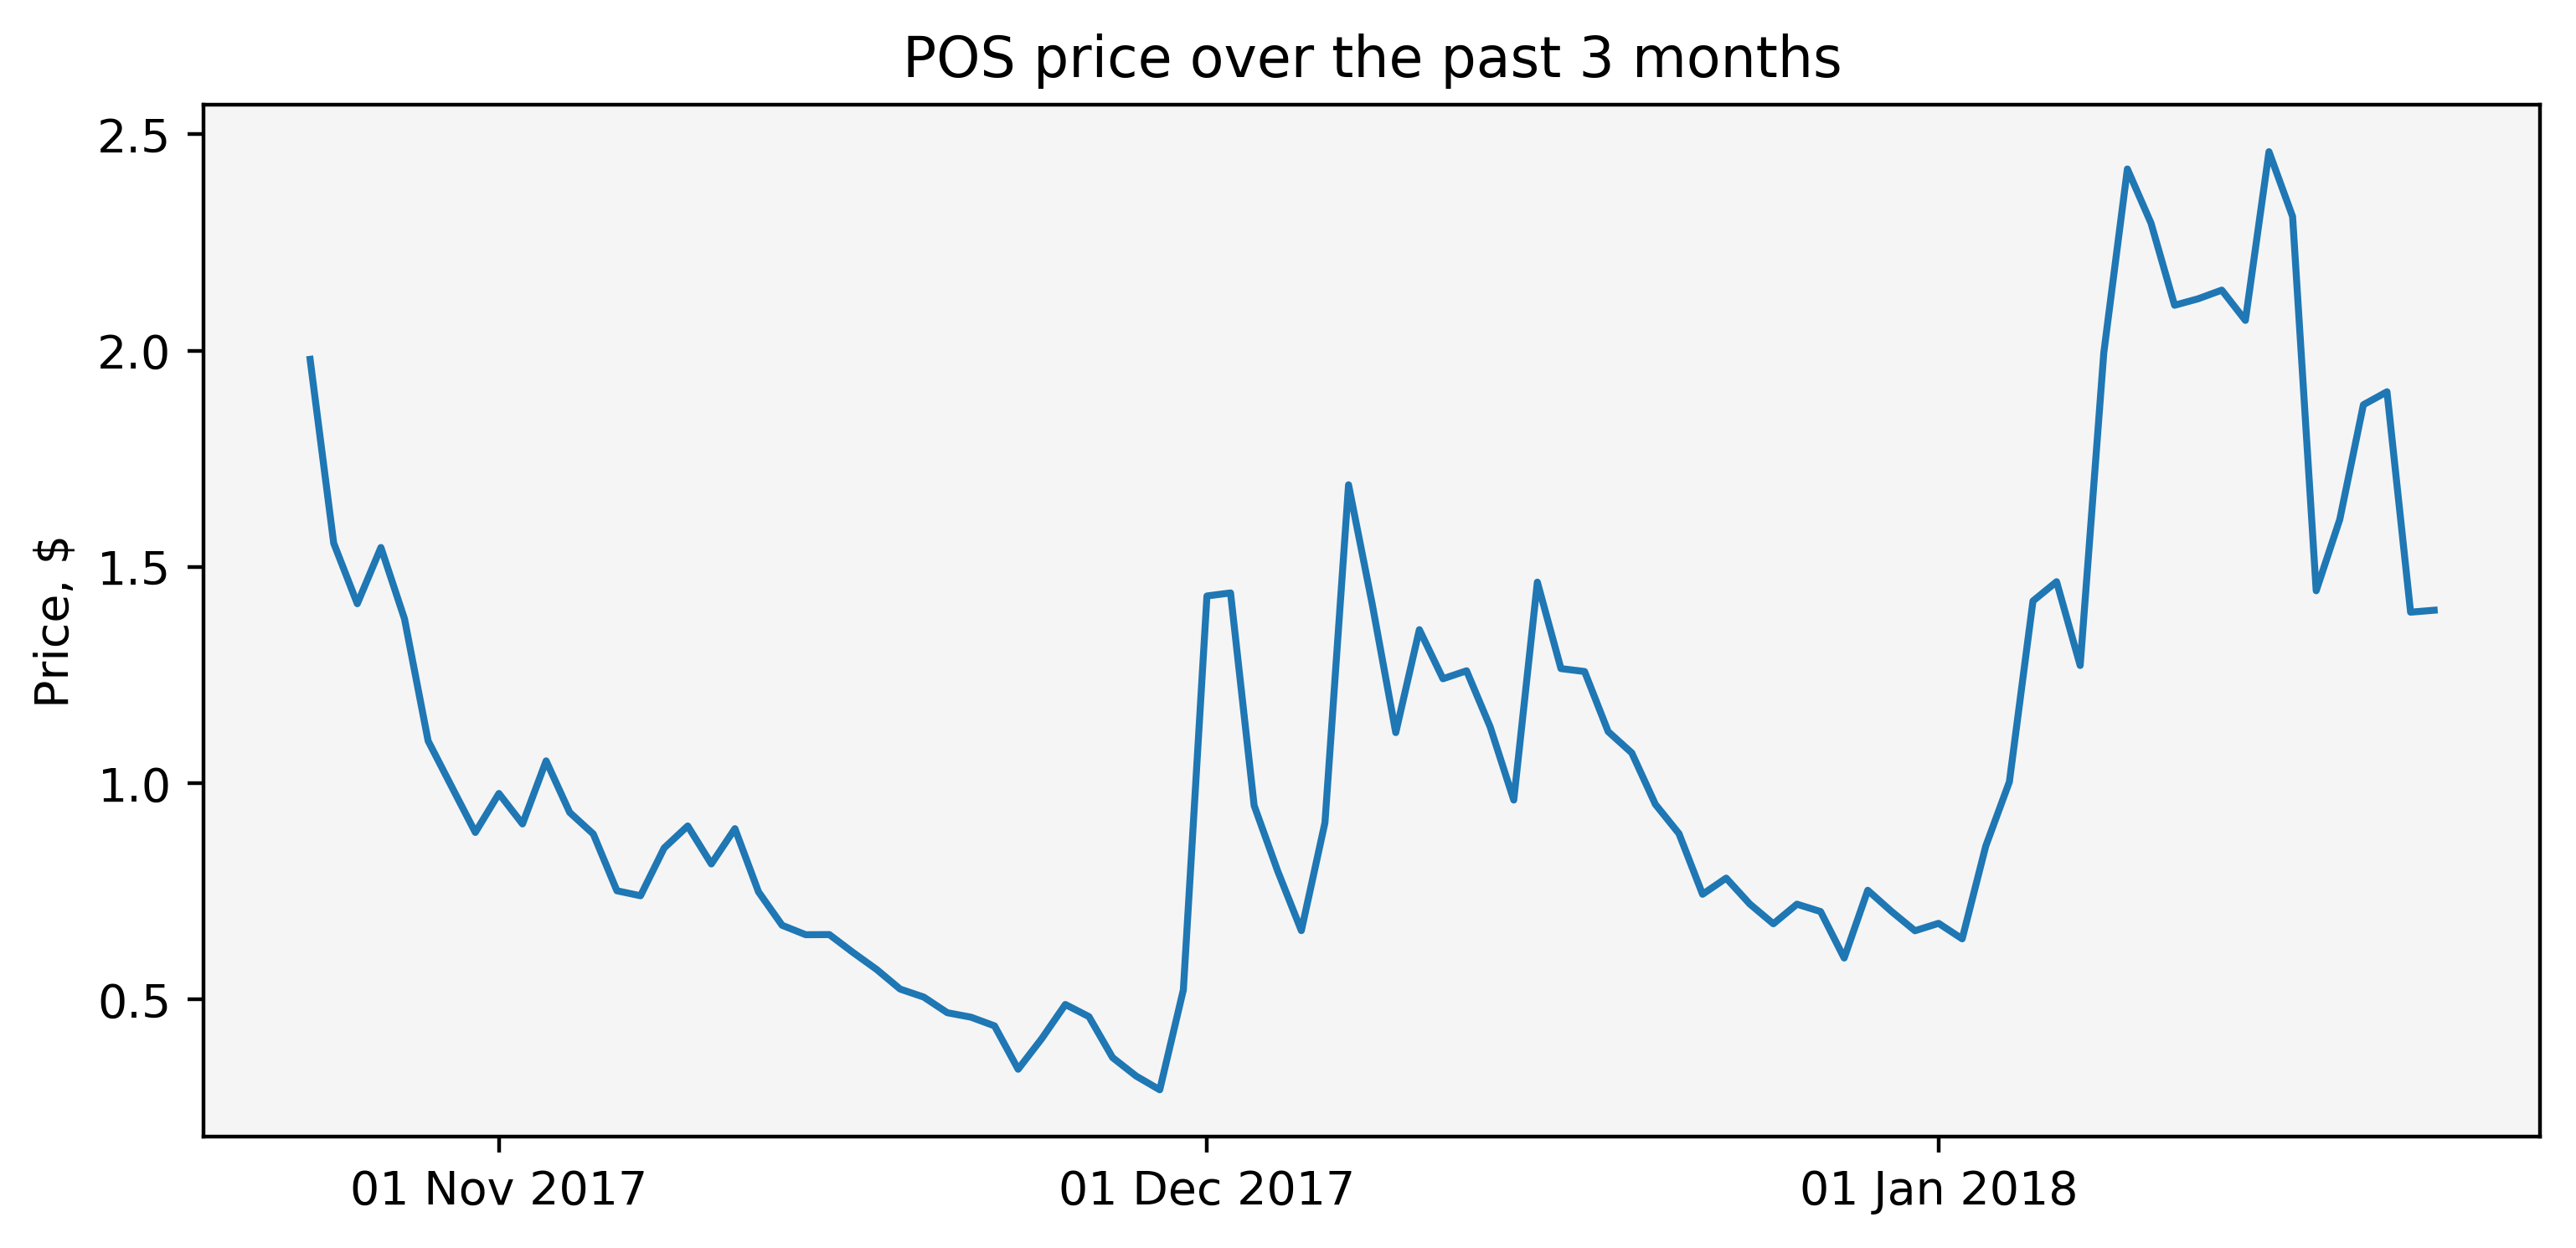 POS price over the past 3 months
Price, $
2.5
2.0
1.5
1.0
0.5
01 Nov 2017
01 Dec 2017
01 Jan 2018